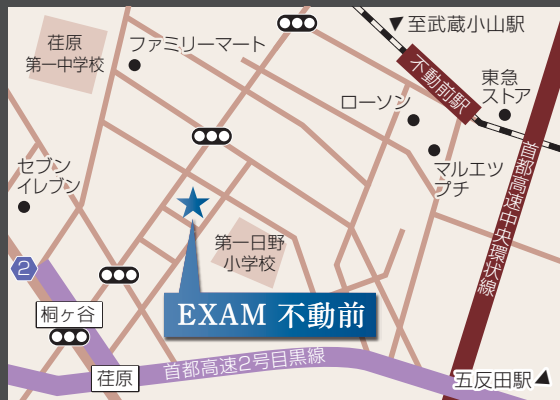 至武蔵小山駅
荏原
第一中学校
ファミリーマート
不動前駅
東急
ストア
ローソン
マルエツ
プチ
首都高速中央環状線
セブン
イレブン
第一日野
小学校
2
EXAM 不動前
桐ヶ谷
首都高速2号目黒線
荏原
五反田駅